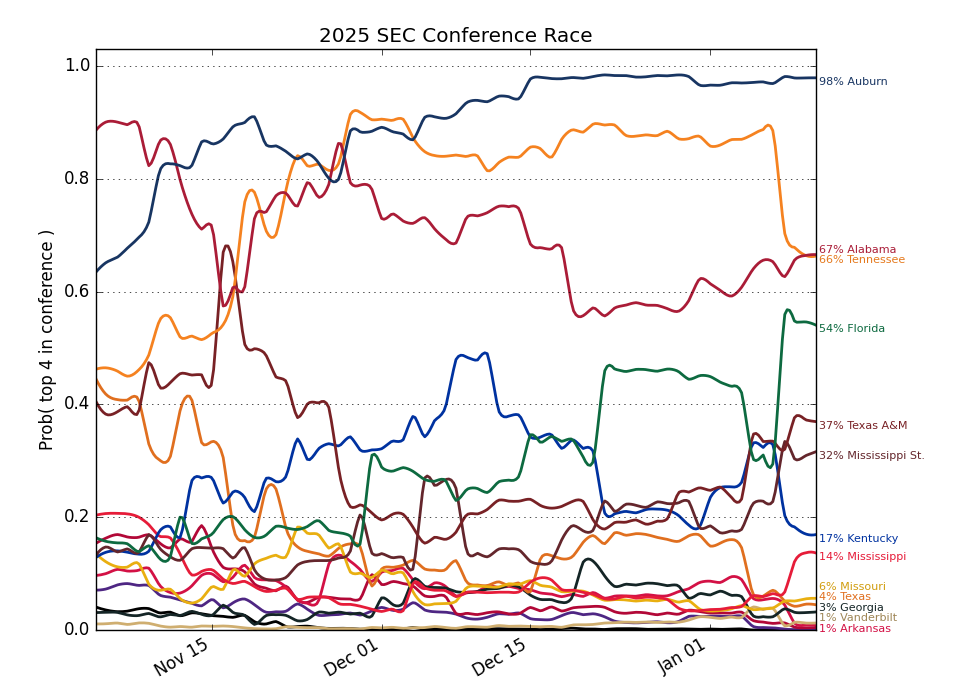 2025 SEC Conference Race
Prob( top 4 in conference )
1.0
0.8
0.6
0.4
0.2
0.0
Nov 15
Dec 01
Dec 15
Jan 01
98% Auburn
67% Alabama
66% Tennessee
54% Florida
37% Texas A&M
32% Mississippi St.
17% Kentucky
14% Mississippi
6% Missouri
4% Texas
3% Georgia
1% Vanderbilt
1% Arkansas